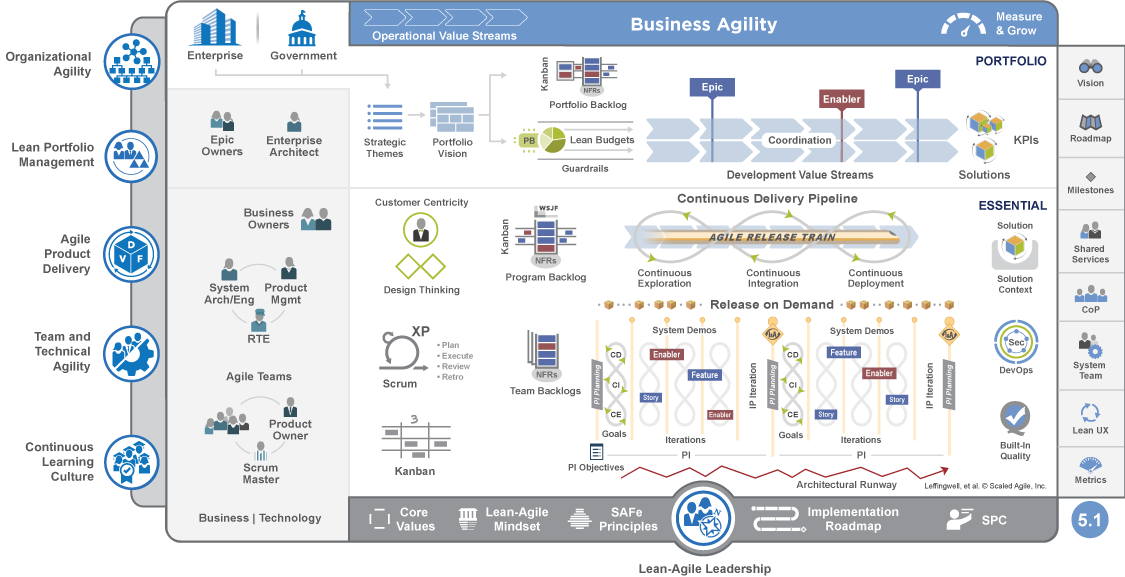 Organizational
Agility
Lean Portfolio
Management
Agile
Product
Delivery
D
V F
Team and
Technical
Agility
Continuous
Learning
Culture
Enterprise
Government
Operational Value Streams
Business Agility
Measure
& Grow
PORTFOLIO
Epic
Owners
Enterprise
Architect
Strategic
Themes
Portfolio
Vision
Kanban
NFRs
Portfolio Backlog
PB
Lean Budgets
Guardrails
Epic
Enabler
Epic
Coordination
Development Value Streams
KPIs
Solutions
ESSENTIAL
Business
Owners
System
Arch/Eng
Product
Mgmt
RTE
Agile Teams
Product
Owner
Scrum
Master
Business | Technology
Customer Centricity
Design Thinking
XP
Scrum
• Plan
• Execute
• Review
• Retro
3
Kanban
Kanban
WSJF
NFRs
Program Backlog
NFRs
Team Backlogs
Continuous Delivery Pipeline
AGILE RELEASE TRAIN
Continuous
Exploration
Continuous
Integration
Continuous
Deployment
Release on Demand
System Demos
System Demos
PI Planning
CD
CI
CE
Goals
Enabler
Feature
Story
Enabler
Iterations
IP Iteration
I&A
PI Planning
CD
CI
CE
Goals
Feature
Enabler
Story
Story
Iterations
IP Iteration
I&A
PI Planning
PI
PI
PI Objectives
Architectural Runway
Leffingwell, et al. © Scaled Agile, Inc.
Solution
Solution
Context
Sec
DevOps
Built-In
Quality
Vision
Roadmap
Milestones
Shared
Services
CoP
System
Team
Lean UX
Metrics
5.1
Core
Values
Lean-Agile
Mindset
SAFe
Principles
Implementation
Roadmap
SPC
Lean-Agile Leadership